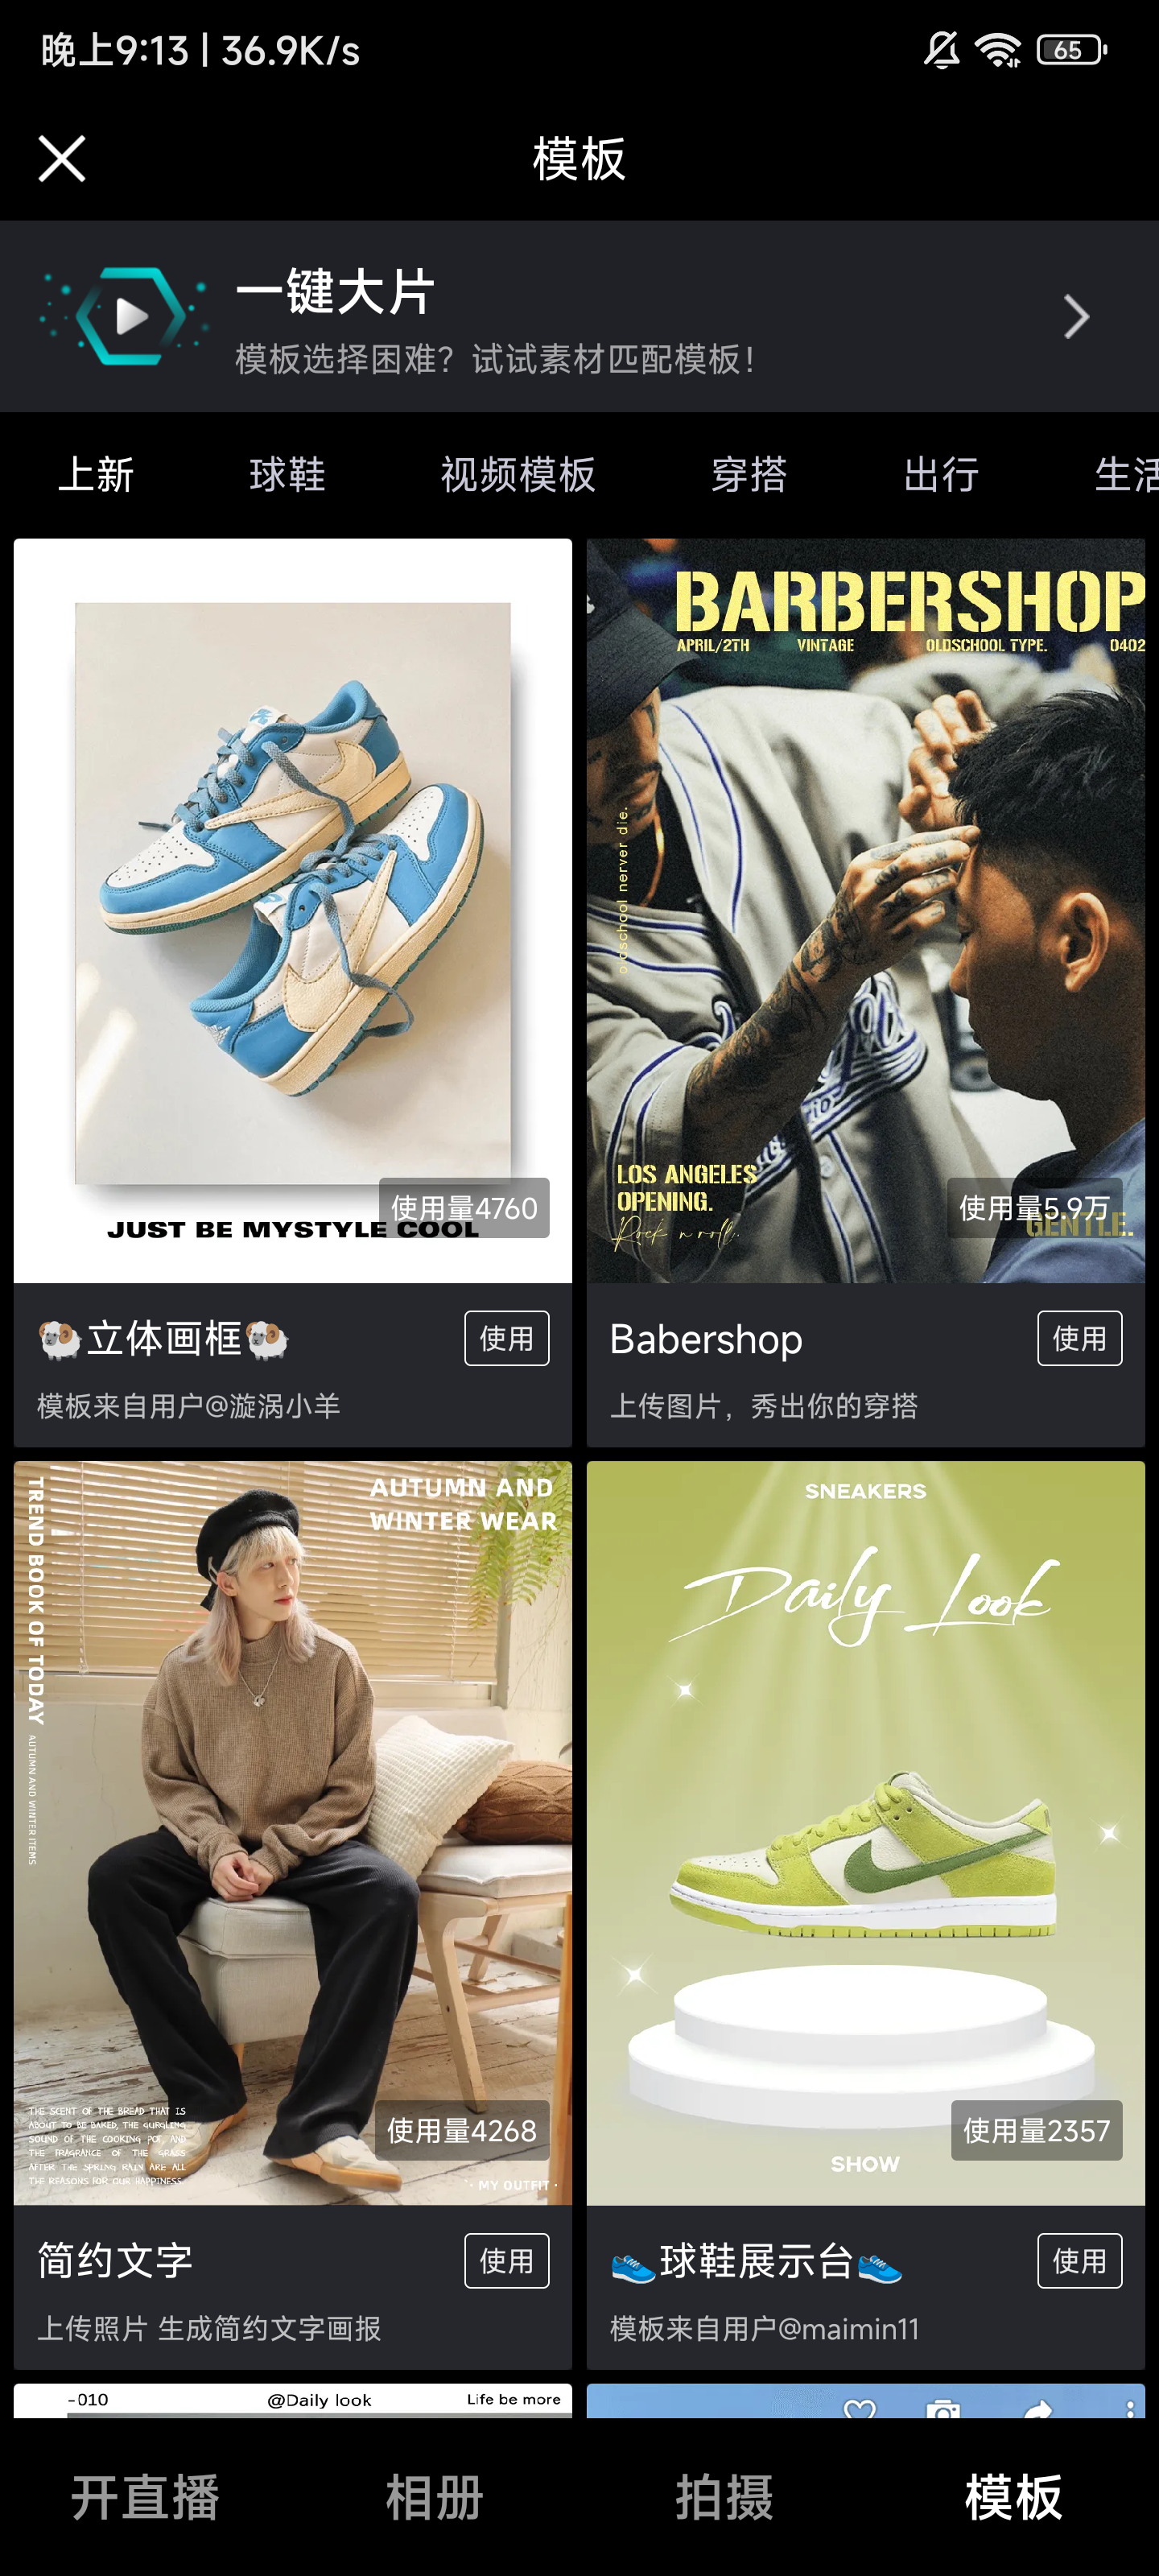 晚上9:13 | 36.9K/s
65
模板
一键大片
模板选择困难？试试素材匹配模板！
上新
球鞋
视频模板
穿搭
出行
生活
JUST BE MYSTYLE COOL
使用量4760
🐏立体画框🐏
使用
模板来自用户@漩涡小羊
BARBERSHOP
APRIL/2TH VINTAGE OLDSCHOOL TYPE. 0402
oldschool nerver die.
LOS ANGELES
OPENING.
Rock n roll.
使用量5.9万
GENTLE.
Babershop
使用
上传图片，秀出你的穿搭
TREND BOOK OF TODAY
AUTUMN AND WINTER ITEMS
AUTUMN AND
WINTER WEAR
THE SCENT OF THE BREAD THAT IS
ABOUT TO BE BAKED, THE GURGLING
SOUND OF THE COOKING POT, AND
THE FRAGRANCE OF THE GRASS
AFTER THE SPRING RAIN ARE ALL
THE REASONS FOR OUR HAPPINESS
使用量4268
· MY OUTFIT ·
简约文字
使用
上传照片 生成简约文字画报
SNEAKERS
Daily Look
使用量2357
SHOW
👟球鞋展示台👟
使用
模板来自用户@maimin11
-010
@Daily look
Life be more
开直播
相册
拍摄
模板